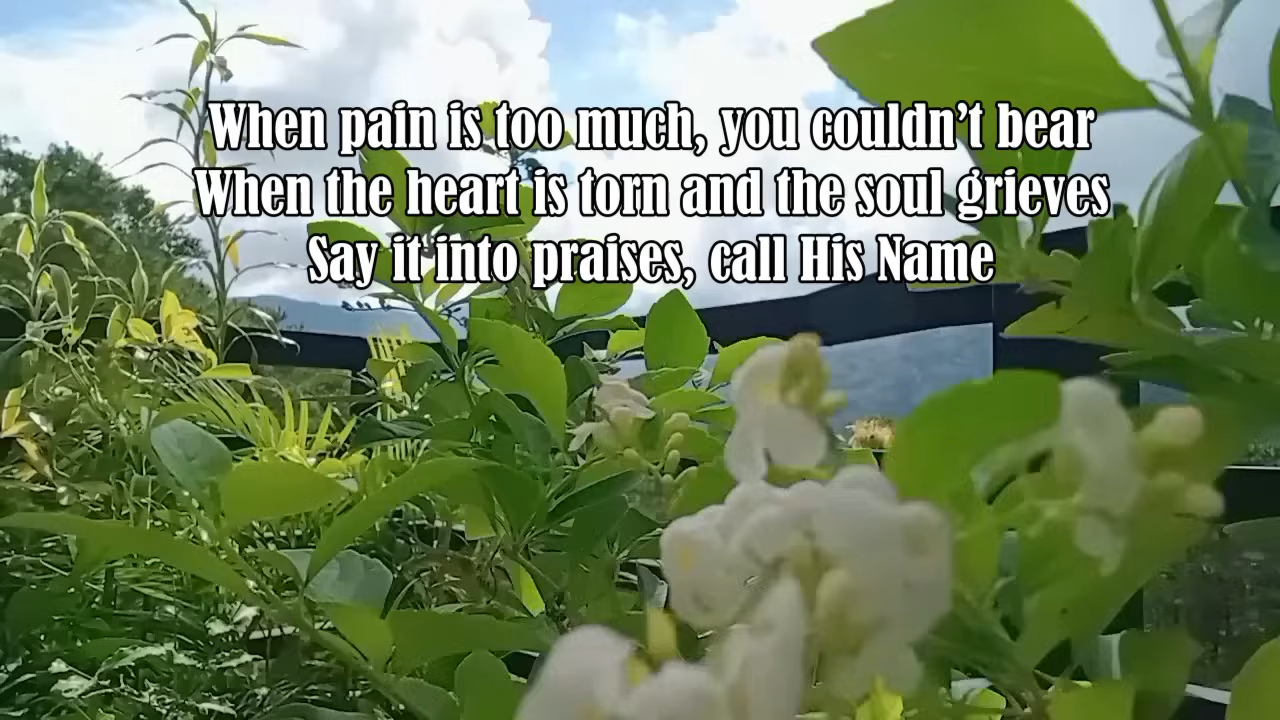 When pain is too much, you couldn’t bear
When the heart is torn and the soul grieves
Say it into praises, call His Name